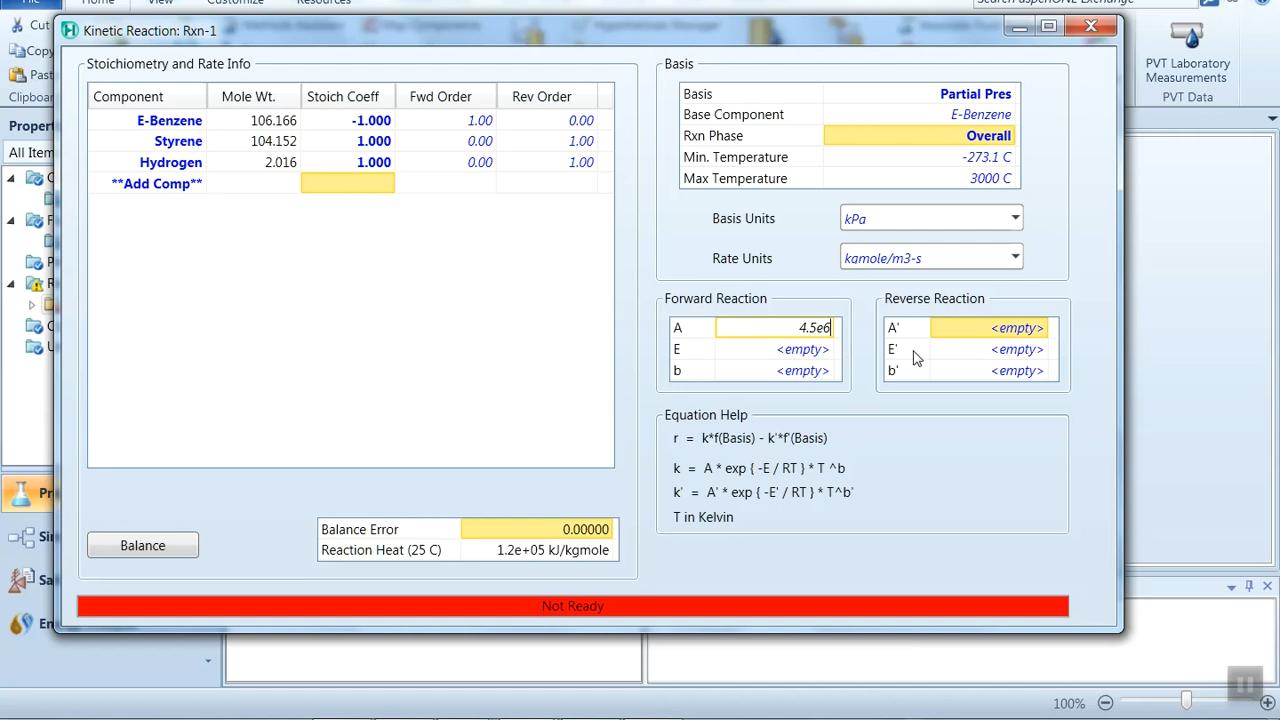 File Home View Customize Resources Search aspenONE Exchange
Cut
Copy
Paste
Clipboard
PVT Laboratory
Measurements
PVT Data
Kinetic Reaction: Rxn-1
Stoichiometry and Rate Info
Component Mole Wt. Stoich Coeff Fwd Order Rev Order
E-Benzene 106.166 -1.000 1.00 0.00
Styrene 104.152 1.000 0.00 1.00
Hydrogen 2.016 1.000 0.00 1.00
**Add Comp**
Balance
Balance Error 0.00000
Reaction Heat (25 C) 1.2e+05 kJ/kgmole
Basis
Basis Partial Pres
Base Component E-Benzene
Rxn Phase Overall
Min. Temperature -273.1 C
Max Temperature 3000 C
Basis Units kPa
Rate Units kgmole/m3-s
Forward Reaction
A 4.5e6
E <empty>
b <empty>
Reverse Reaction
A' <empty>
E' <empty>
b' <empty>
Equation Help
r = k*f(Basis) - k'*f'(Basis)
k = A * exp { -E / RT } * T ^b
k' = A' * exp { -E' / RT } * T^b'
T in Kelvin
Not Ready
Proper
All Item
100%